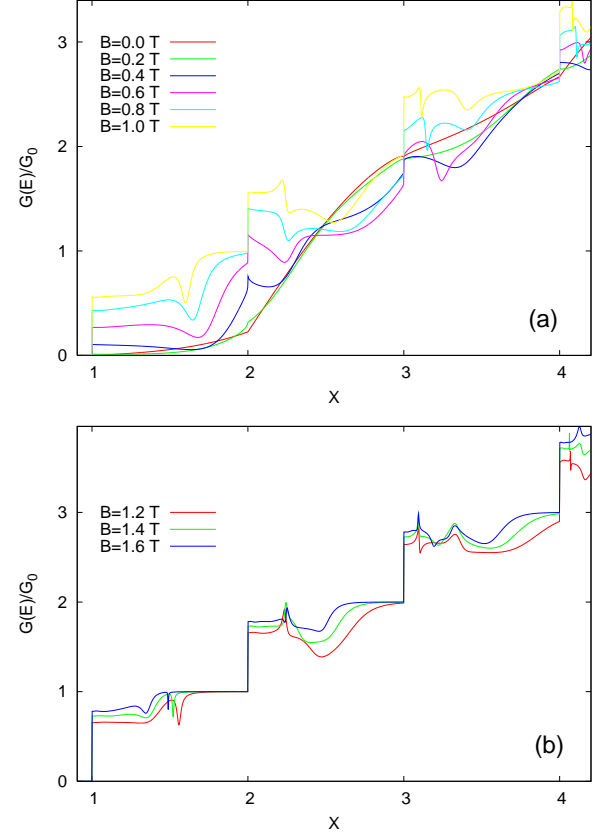 3
2
1
0
G(E)/G0
B=0.0 T
B=0.2 T
B=0.4 T
B=0.6 T
B=0.8 T
B=1.0 T
(a)
1 2 3 4
X
3
2
1
0
G(E)/G0
B=1.2 T
B=1.4 T
B=1.6 T
(b)
1 2 3 4
X